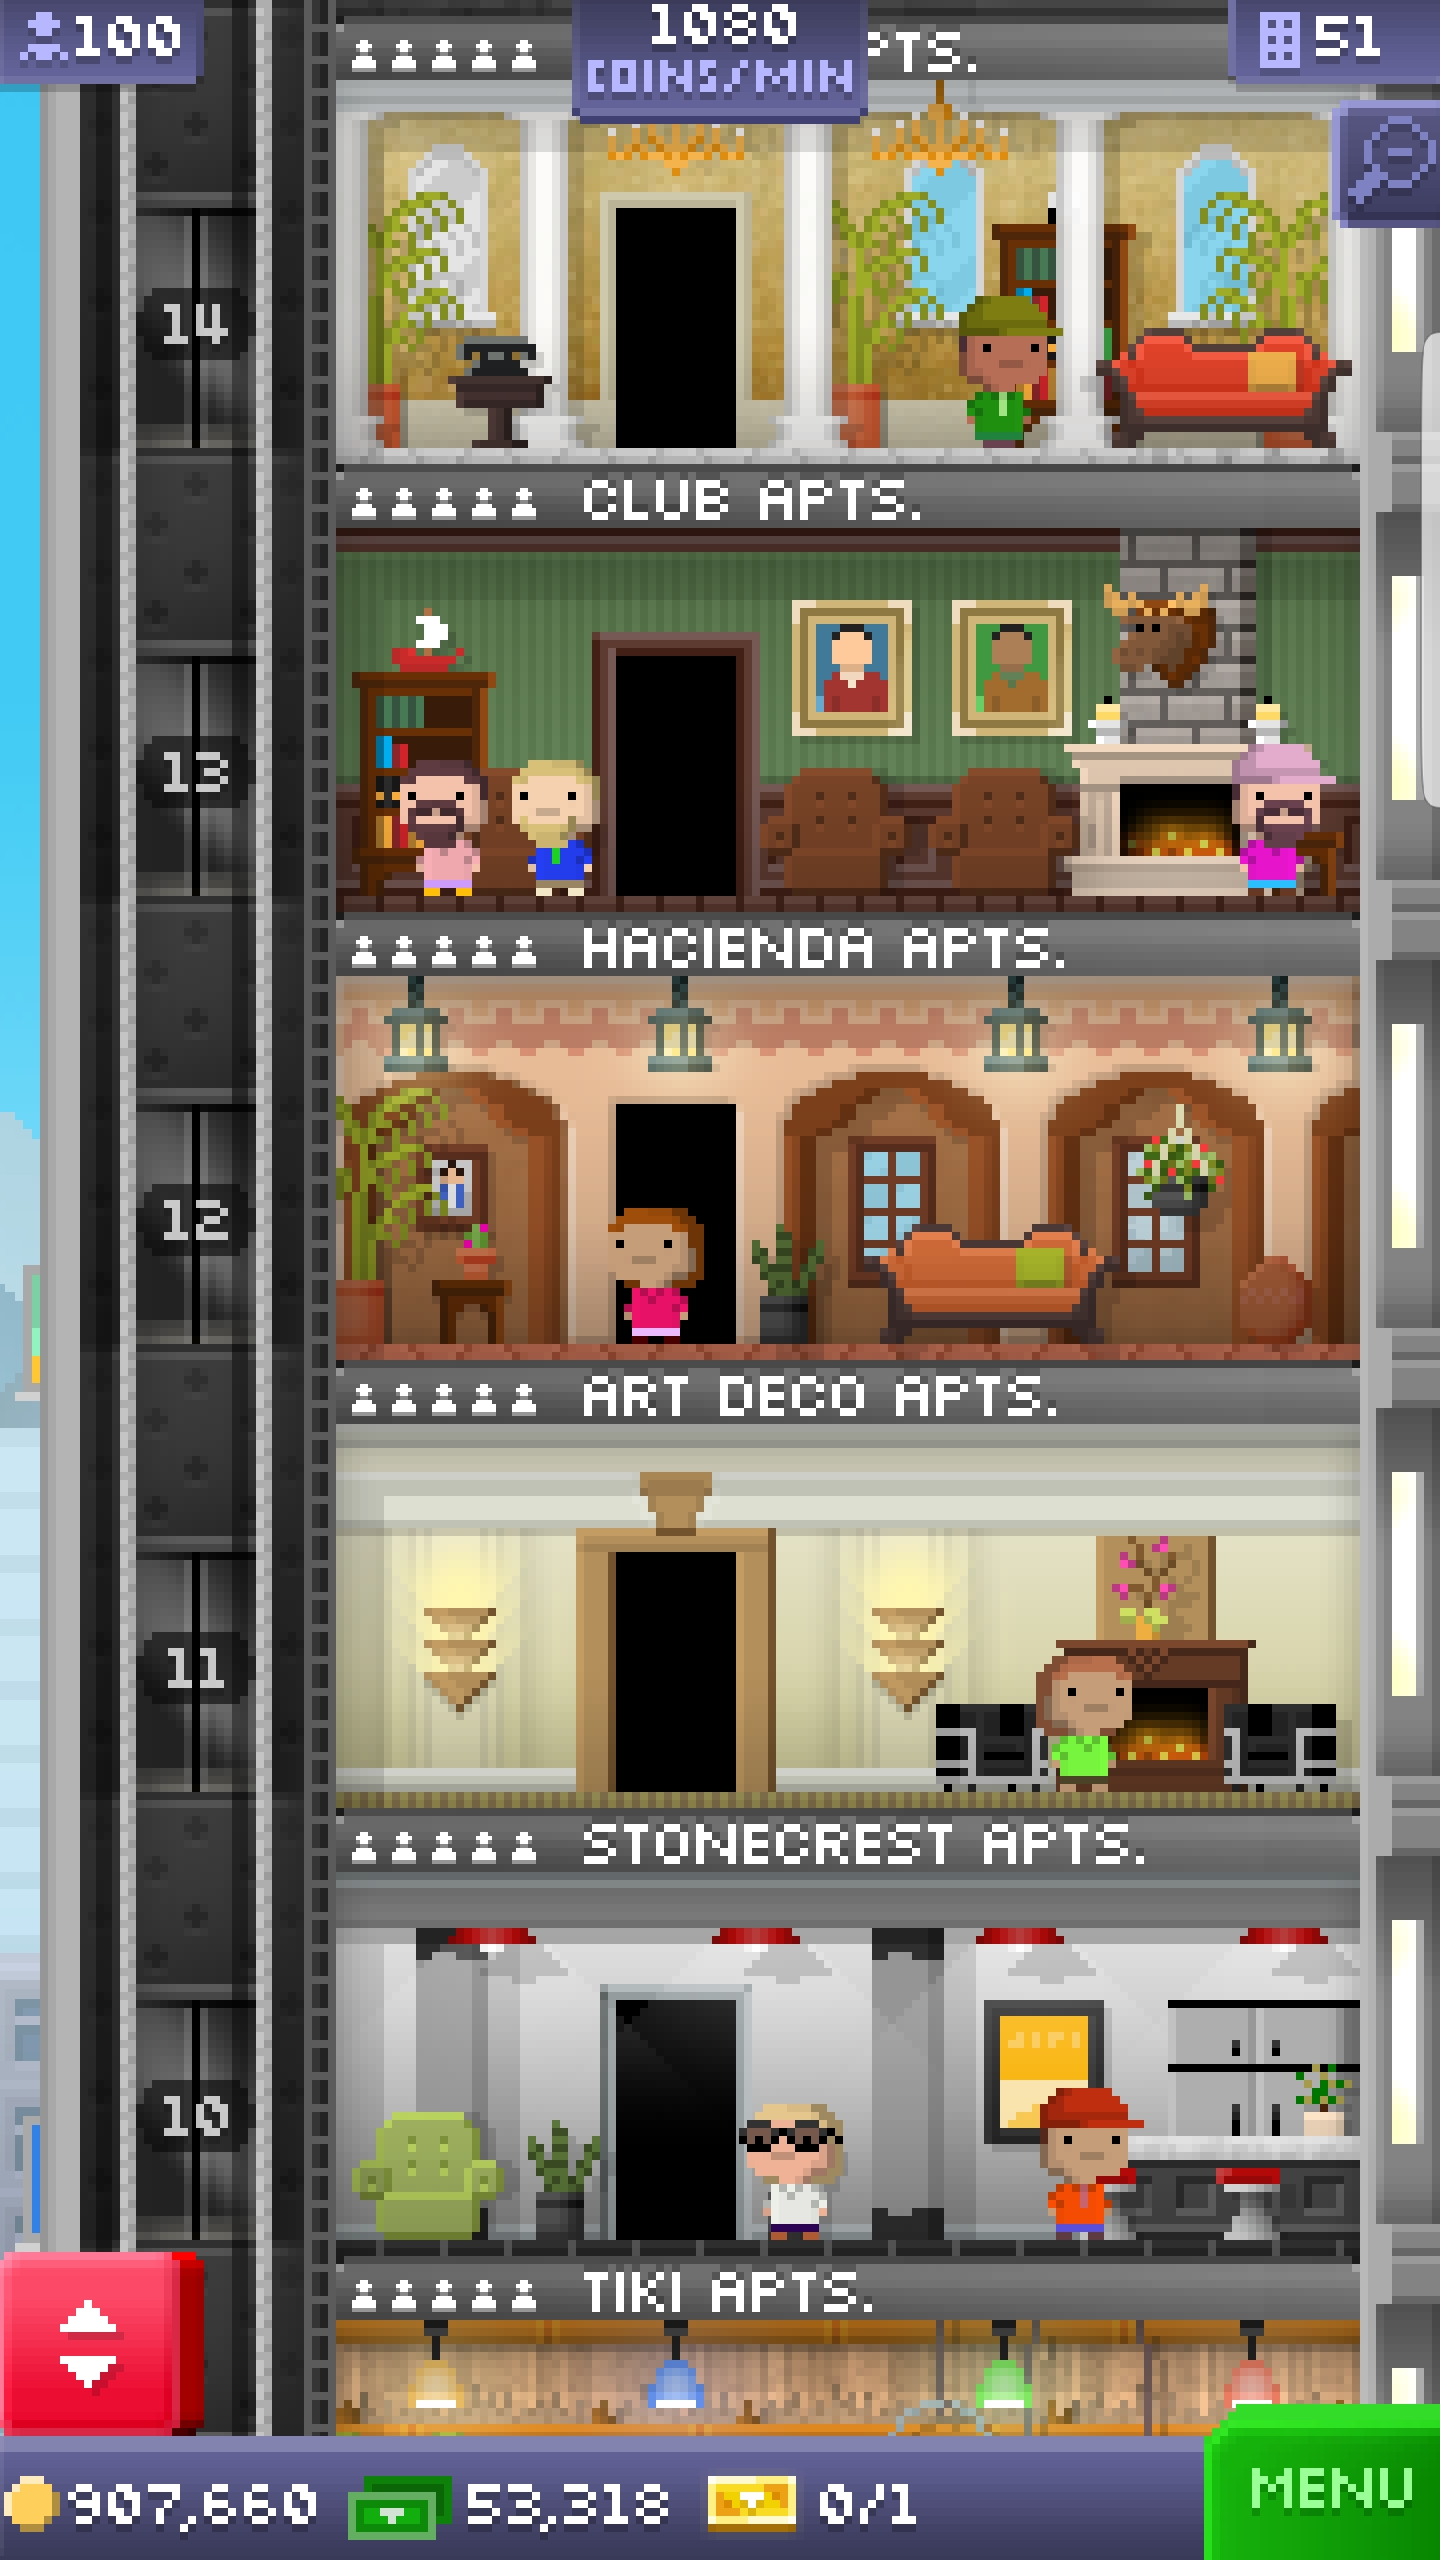 100
1080
COINS/MIN
PTS.
51
14
CLUB APTS.
13
HACIENDA APTS.
12
ART DECO APTS.
11
STONECREST APTS.
10
TIKI APTS.
907,660
53,318
0/1
MENU